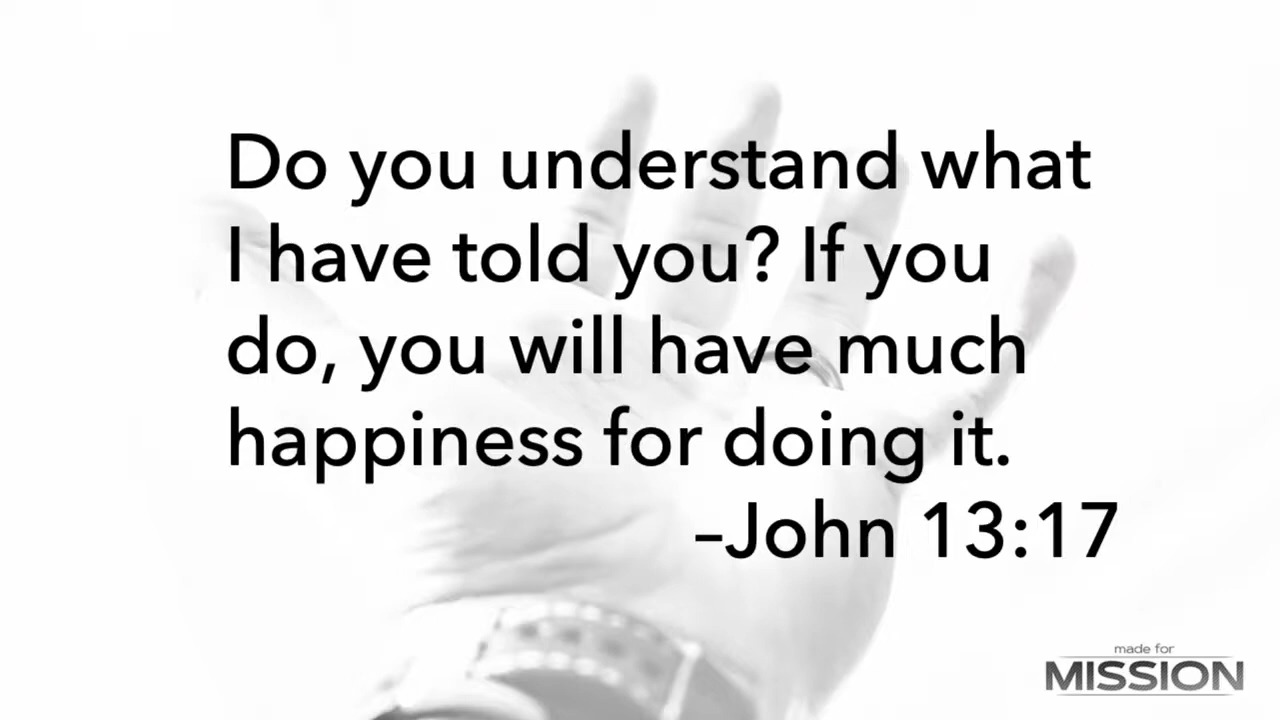 Do you understand what
I have told you? If you
do, you will have much
happiness for doing it.
–John 13:17
made for
MISSION